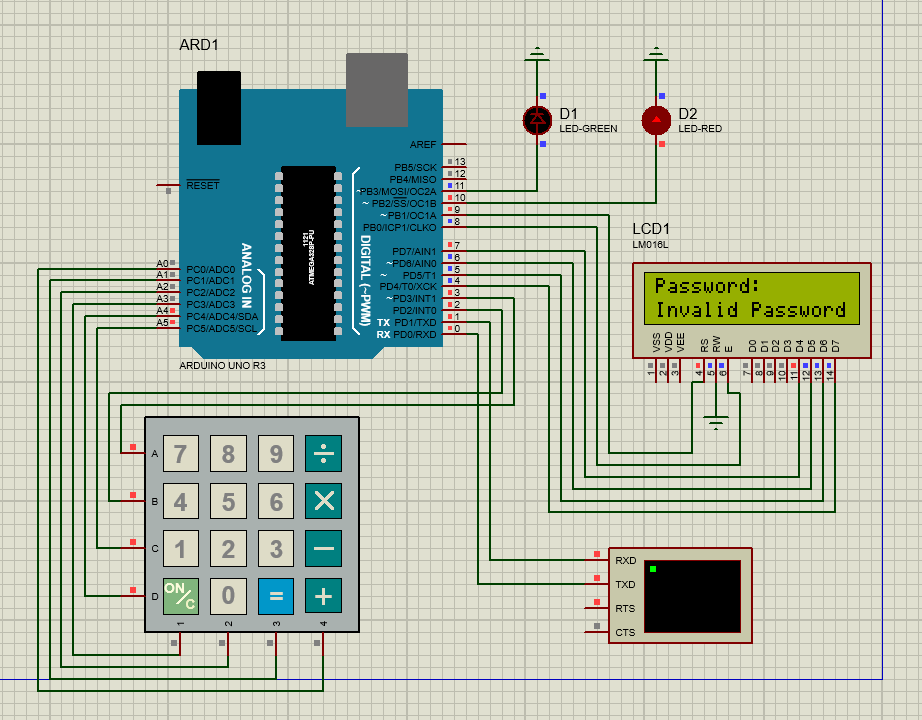 ARD1
D1
LED-GREEN
D2
LED-RED
AREF
PB5/SCK 13
PB4/MISO 12
~PB3/MOSI/OC2A 11
~ PB2/SS/OC1B 10
~PB1/OC1A 9
PB0/ICP1/CLKO 8
RESET
1121
ATMEGA328P-PU
ANALOG IN
DIGITAL (~PWM)
PD7/AIN1 7
~PD6/AIN0 6
~ PD5/T1 5
PD4/T0/XCK 4
~PD3/INT1 3
PD2/INT0 2
TX PD1/TXD 1
RX PD0/RXD 0
A0 PC0/ADC0
A1 PC1/ADC1
A2 PC2/ADC2
A3 PC3/ADC3
A4 PC4/ADC4/SDA
A5 PC5/ADC5/SCL
ARDUINO UNO R3
LCD1
LM016L
Password:
Invalid Password
VSS VDD VEE RS RW E D0 D1 D2 D3 D4 D5 D6 D7
1 2 3 4 5 6 7 8 9 10 11 12 13 14
A 7 8 9 ÷
B 4 5 6 ×
C 1 2 3 −
D ON/C 0 = +
1 2 3 4
RXD
TXD
RTS
CTS